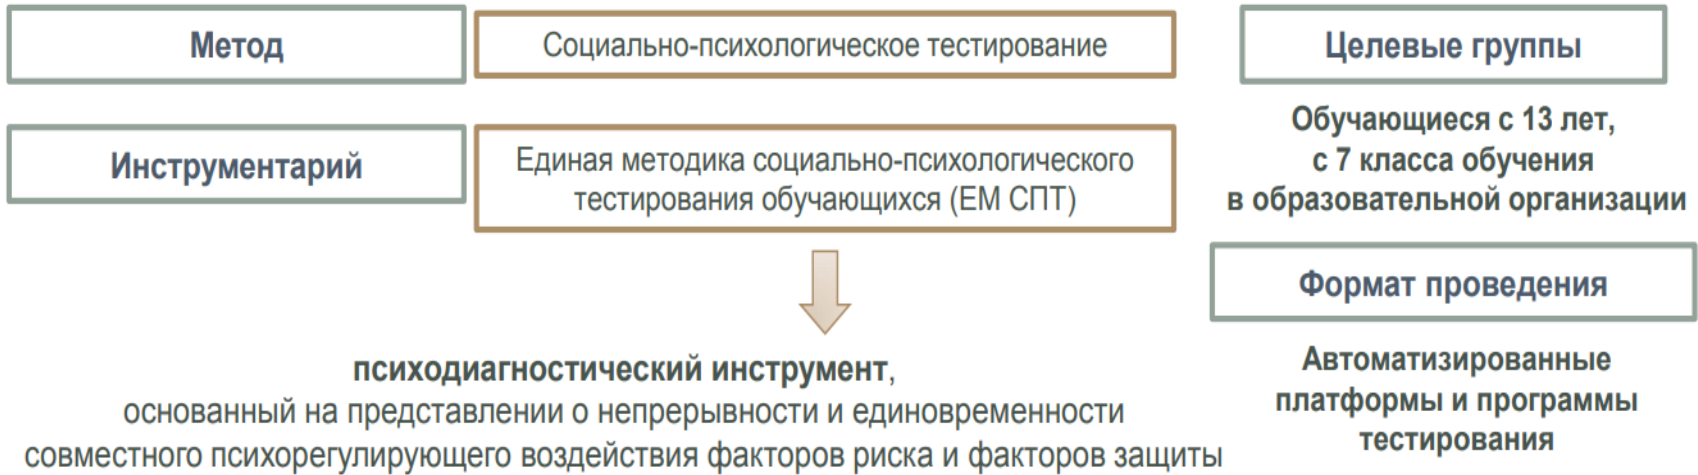 Метод
Социально-психологическое тестирование
Инструментарий
Единая методика социально-психологического
тестирования обучающихся (ЕМ СПТ)
психодиагностический инструмент,
основанный на представлении о непрерывности и единовременности
совместного психорегулирующего воздействия факторов риска и факторов защиты
Целевые группы
Обучающиеся с 13 лет,
с 7 класса обучения
в образовательной организации
Формат проведения
Автоматизированные
платформы и программы
тестирования